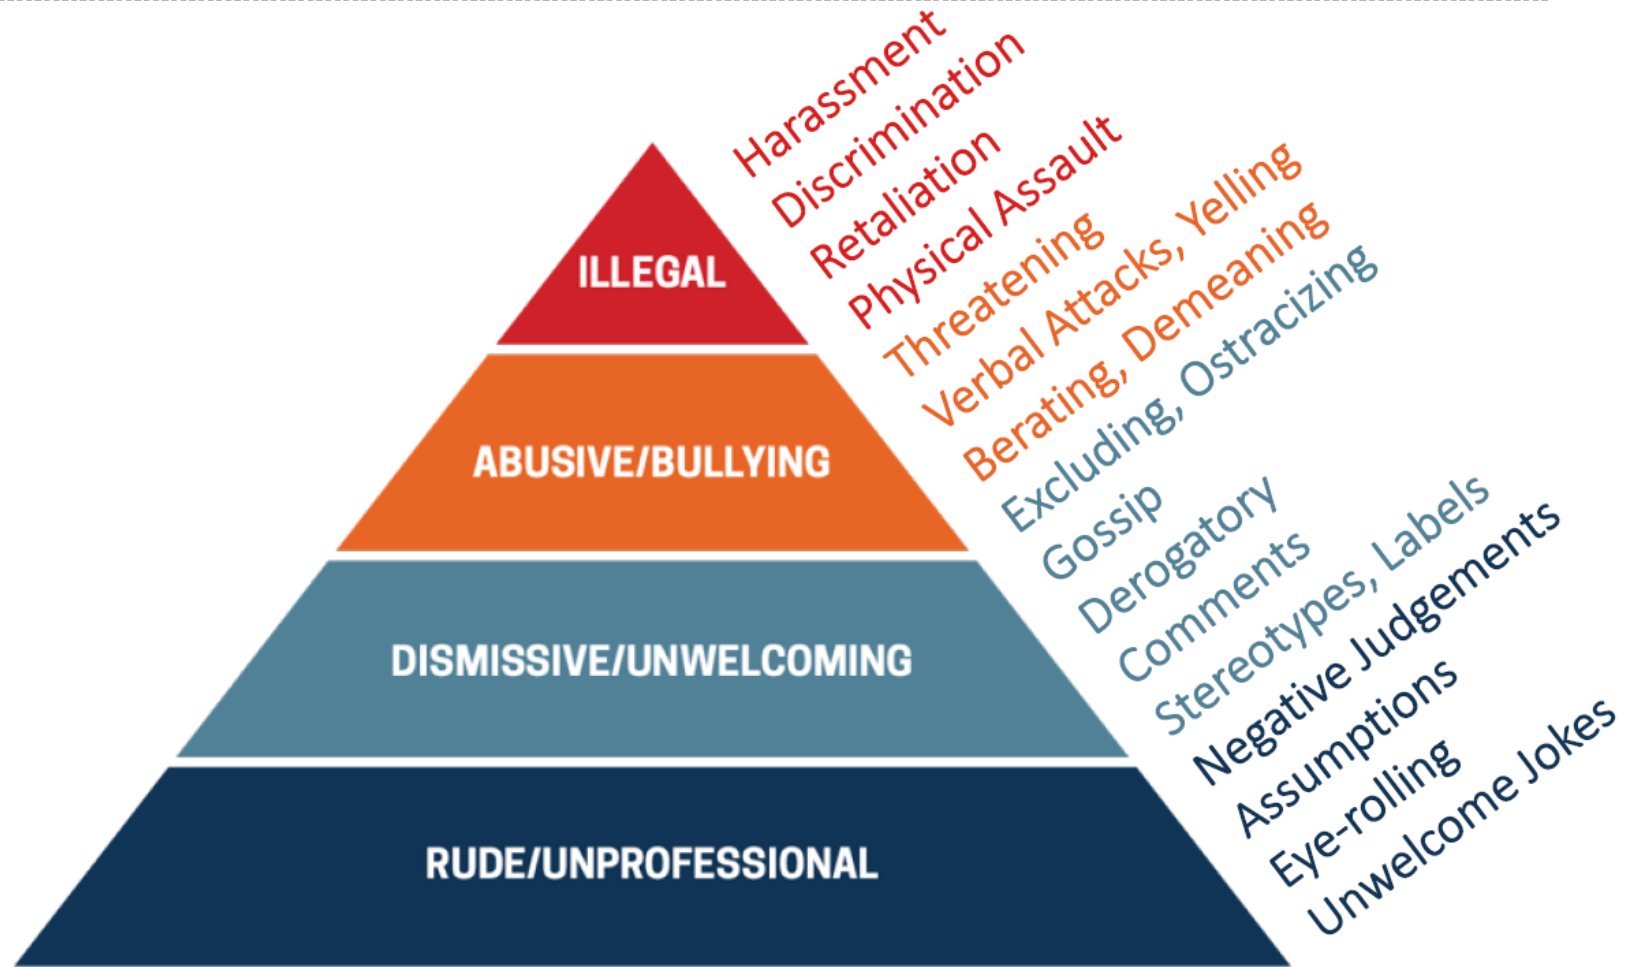 Harassment
Discrimination
Retaliation
Physical Assault
Threatening
Verbal Attacks, Yelling
Berating, Demeaning
Excluding, Ostracizing
Gossip
Derogatory
Comments
Stereotypes, Labels
Negative Judgements
Assumptions
Eye-rolling
Unwelcome Jokes
ILLEGAL
ABUSIVE/BULLYING
DISMISSIVE/UNWELCOMING
RUDE/UNPROFESSIONAL